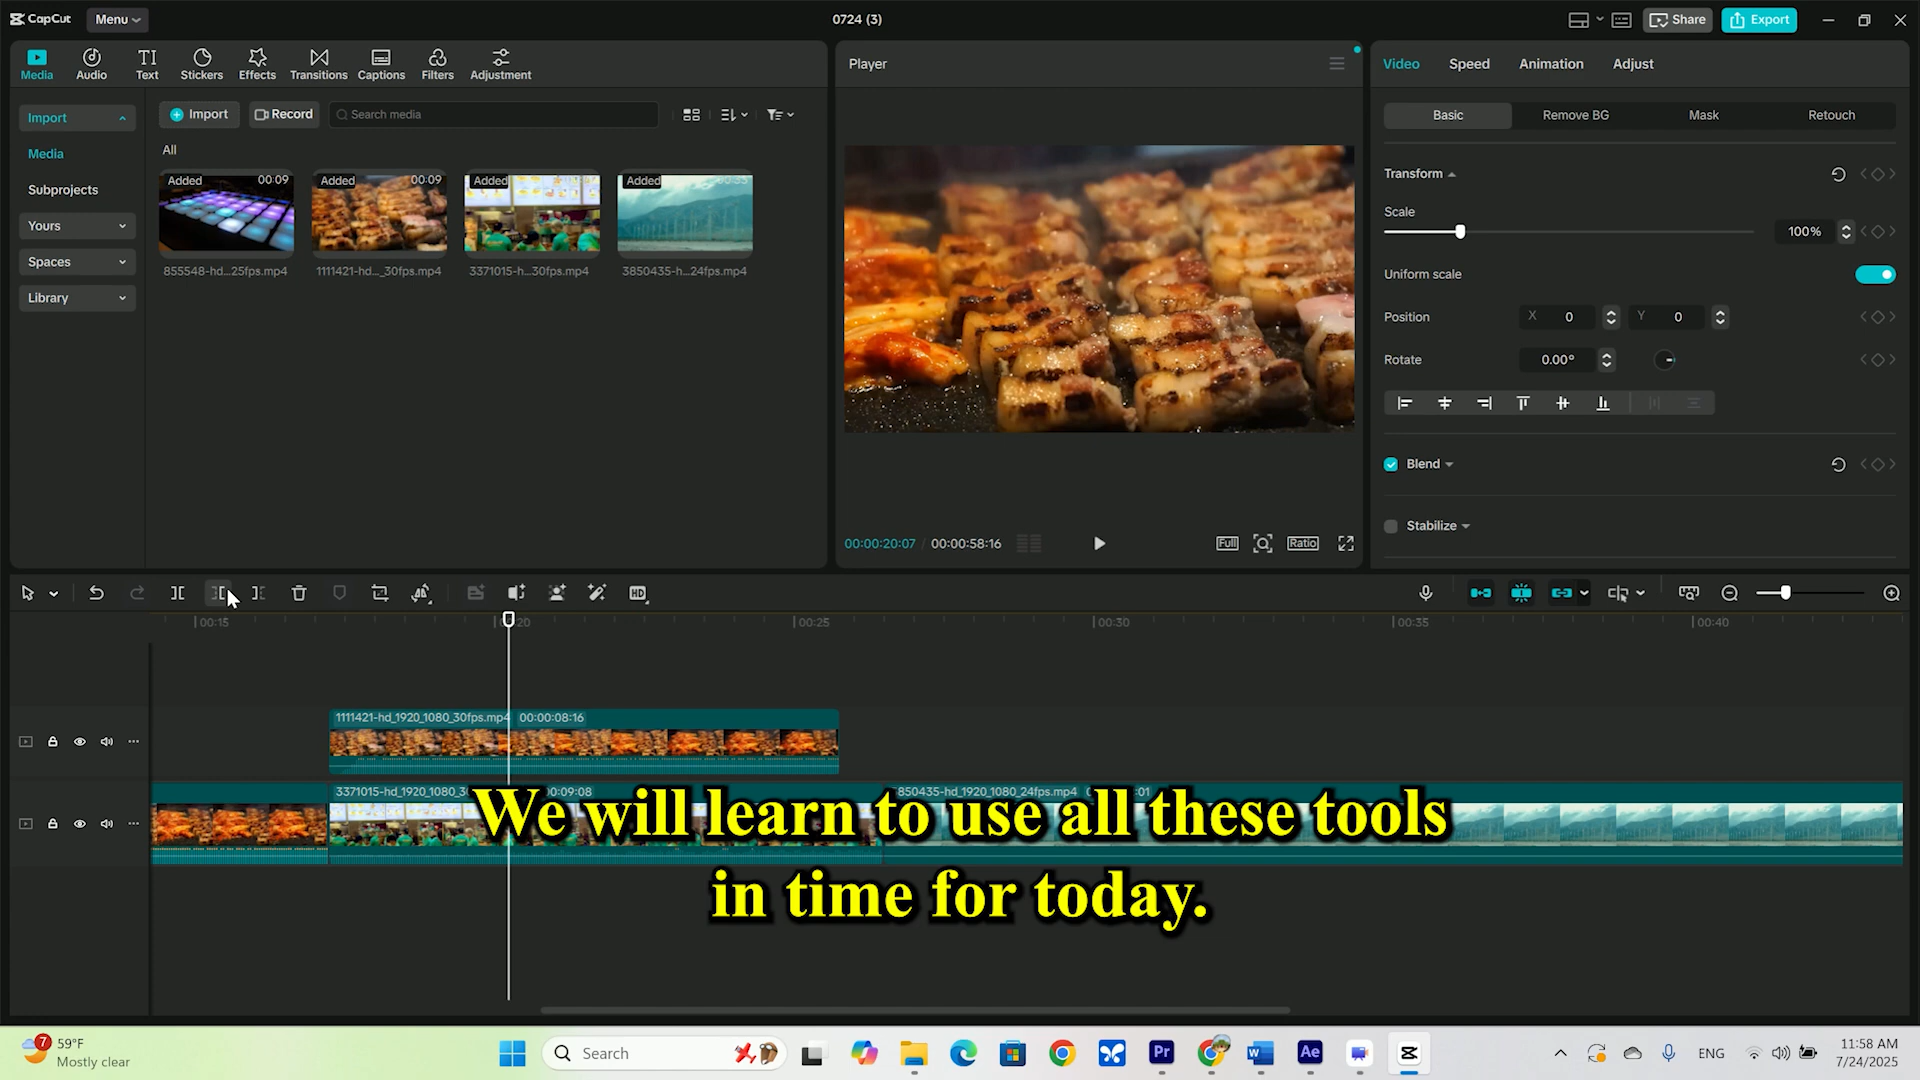 CapCut Menu 0724 (3) Share Export
Media Audio Text Stickers Effects Transitions Captions Filters Adjustment
Import
Media
Subprojects
Yours
Spaces
Library
Import Record Search media
All
Added 00:09 Added 00:09 Added Added
855548-hd...25fps.mp4 1111421-hd..._30fps.mp4 3371015-h...30fps.mp4 3850435-h...24fps.mp4
Player
00:00:20:07 / 00:00:58:16 Full Ratio
Video Speed Animation Adjust
Basic Remove BG Mask Retouch
Transform
Scale
100%
Uniform scale
Position X 0 Y 0
Rotate 0.00°
Blend
Stabilize
HD
00:15 00:20 00:25 00:30 00:35 00:40
1111421-hd_1920_1080_30fps.mp4 00:00:08:16
3371015-hd_1920_1080_3 00:09:08 850435-hd_1920_1080_24fps.mp4
We will learn to use all these tools
in time for today.
7 59°F
Mostly clear
Search
Pr
Ae
ENG
11:58 AM
7/24/2025